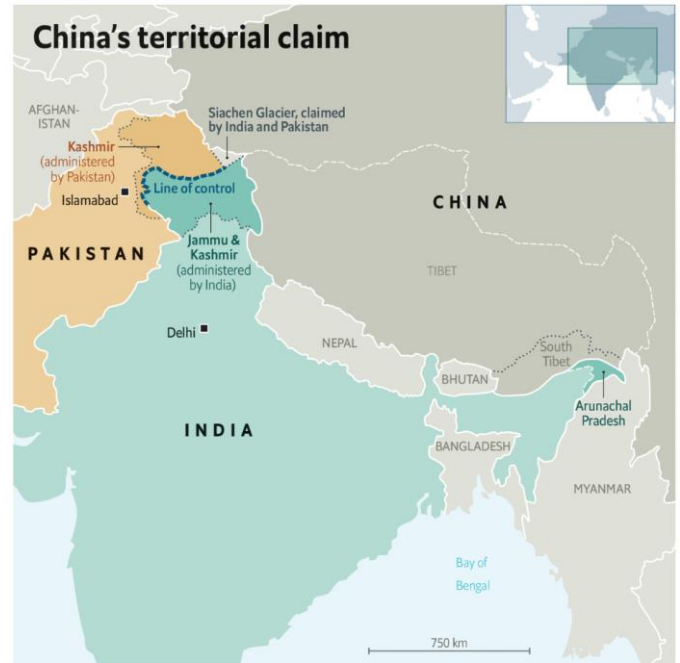 China's territorial claim
AFGHAN-
ISTAN
Siachen Glacier, claimed
by India and Pakistan
Kashmir
(administered
by Pakistan)
Line of control
Islamabad
CHINA
PAKISTAN
Jammu &
Kashmir
(administered
by India)
TIBET
Delhi
NEPAL
South
Tibet
BHUTAN
Arunachal
Pradesh
INDIA
BANGLADESH
MYANMAR
Bay of
Bengal
750 km